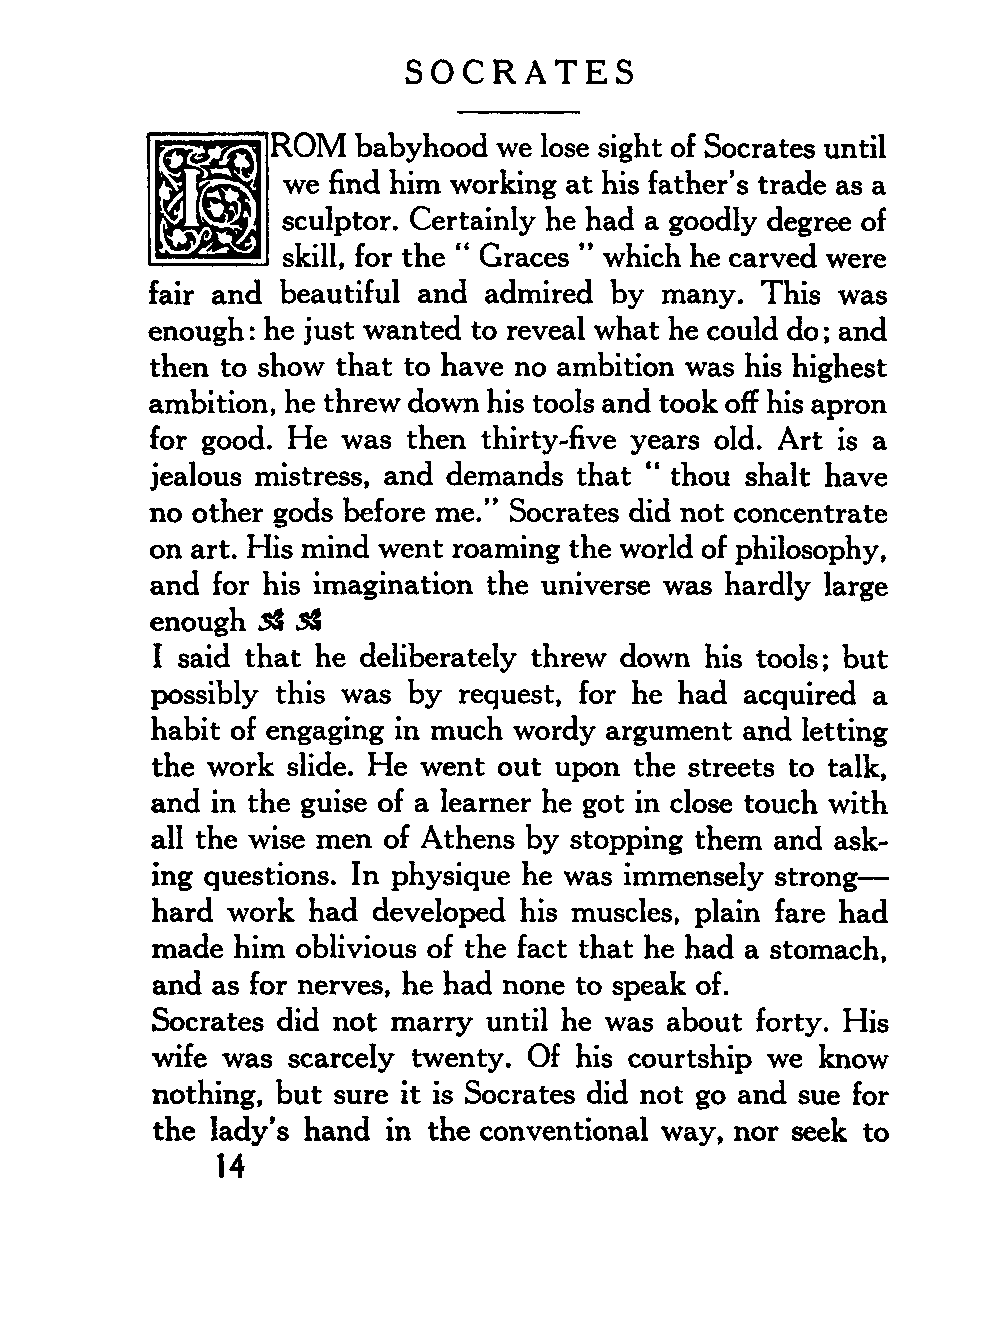 SOCRATES
FROM babyhood we lose sight of Socrates until
we find him working at his father's trade as a
sculptor. Certainly he had a goodly degree of
skill, for the " Graces " which he carved were
fair and beautiful and admired by many. This was
enough: he just wanted to reveal what he could do; and
then to show that to have no ambition was his highest
ambition, he threw down his tools and took off his apron
for good. He was then thirty-five years old. Art is a
jealous mistress, and demands that " thou shalt have
no other gods before me." Socrates did not concentrate
on art. His mind went roaming the world of philosophy,
and for his imagination the universe was hardly large
enough
I said that he deliberately threw down his tools; but
possibly this was by request, for he had acquired a
habit of engaging in much wordy argument and letting
the work slide. He went out upon the streets to talk,
and in the guise of a learner he got in close touch with
all the wise men of Athens by stopping them and ask-
ing questions. In physique he was immensely strong—
hard work had developed his muscles, plain fare had
made him oblivious of the fact that he had a stomach,
and as for nerves, he had none to speak of.
Socrates did not marry until he was about forty. His
wife was scarcely twenty. Of his courtship we know
nothing, but sure it is Socrates did not go and sue for
the lady's hand in the conventional way, nor seek to
14